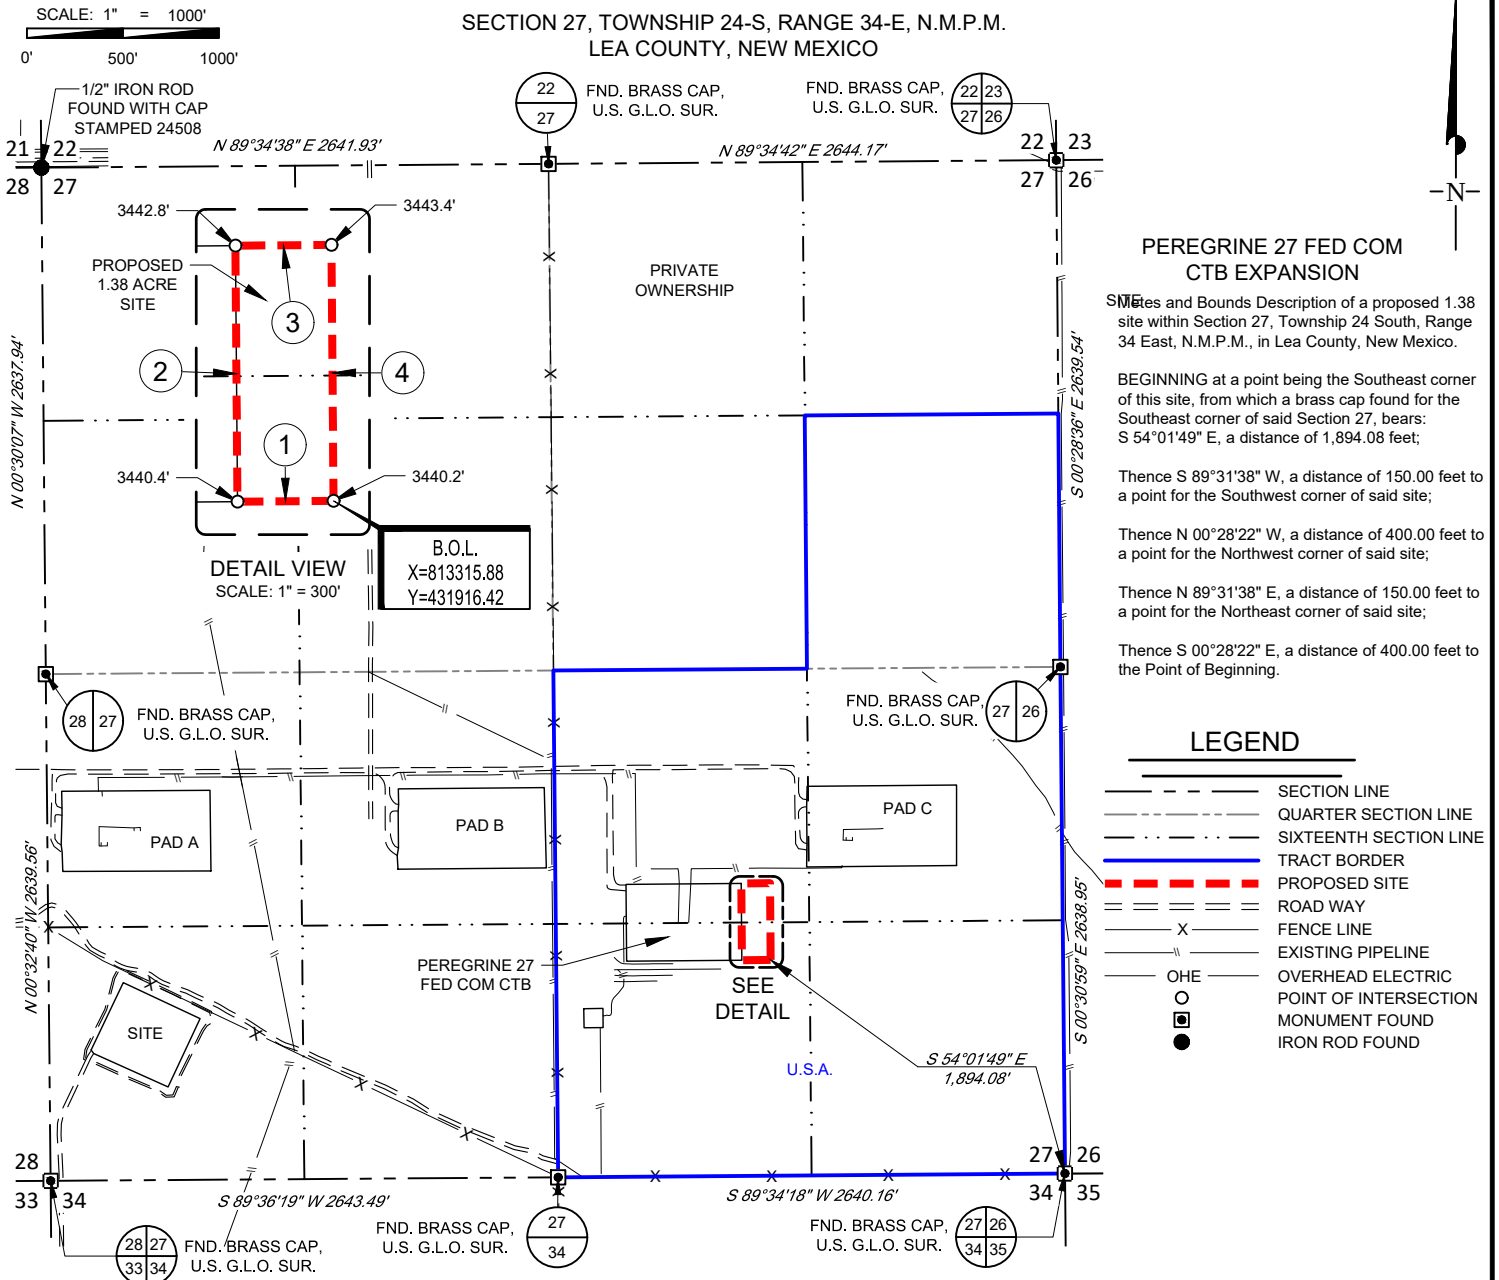 SCALE: 1" = 1000'
0' 500' 1000'
SECTION 27, TOWNSHIP 24-S, RANGE 34-E, N.M.P.M.
LEA COUNTY, NEW MEXICO
1/2" IRON ROD
FOUND WITH CAP
STAMPED 24508
22
27
FND. BRASS CAP,
U.S. G.L.O. SUR.
FND. BRASS CAP,
U.S. G.L.O. SUR.
22 23
27 26
21 22
28 27
N 89°34'38" E 2641.93'
N 89°34'42" E 2644.17'
22 23
27 26
N
3442.8'
3443.4'
PROPOSED
1.38 ACRE
SITE
3
2
4
1
3440.4'
3440.2'
PRIVATE
OWNERSHIP
N 00°30'07" W 2637.94'
S 00°28'36" E 2639.54'
B.O.L.
X=813315.88
Y=431916.42
DETAIL VIEW
SCALE: 1" = 300'
PEREGRINE 27 FED COM
CTB EXPANSION
SITE
Metes and Bounds Description of a proposed 1.38
site within Section 27, Township 24 South, Range
34 East, N.M.P.M., in Lea County, New Mexico.
BEGINNING at a point being the Southeast corner
of this site, from which a brass cap found for the
Southeast corner of said Section 27, bears:
S 54°01'49" E, a distance of 1,894.08 feet;
Thence S 89°31'38" W, a distance of 150.00 feet to
a point for the Southwest corner of said site;
Thence N 00°28'22" W, a distance of 400.00 feet to
a point for the Northwest corner of said site;
Thence N 89°31'38" E, a distance of 150.00 feet to
a point for the Northeast corner of said site;
Thence S 00°28'22" E, a distance of 400.00 feet to
the Point of Beginning.
28 27
FND. BRASS CAP,
U.S. G.L.O. SUR.
FND. BRASS CAP,
U.S. G.L.O. SUR.
27 26
PAD A
PAD B
PAD C
N 00°32'40" W 2639.56'
S 00°30'59" E 2638.95'
PEREGRINE 27
FED COM CTB
SEE
DETAIL
SITE
U.S.A.
S 54°01'49" E
1,894.08'
LEGEND
SECTION LINE
QUARTER SECTION LINE
SIXTEENTH SECTION LINE
TRACT BORDER
PROPOSED SITE
ROAD WAY
X FENCE LINE
EXISTING PIPELINE
OHE OVERHEAD ELECTRIC
POINT OF INTERSECTION
MONUMENT FOUND
IRON ROD FOUND
28
33 34
27 26
34 35
S 89°36'19" W 2643.49'
S 89°34'18" W 2640.16'
28 27
33 34
FND. BRASS CAP,
U.S. G.L.O. SUR.
FND. BRASS CAP,
U.S. G.L.O. SUR.
27
34
FND. BRASS CAP,
U.S. G.L.O. SUR.
27 26
34 35